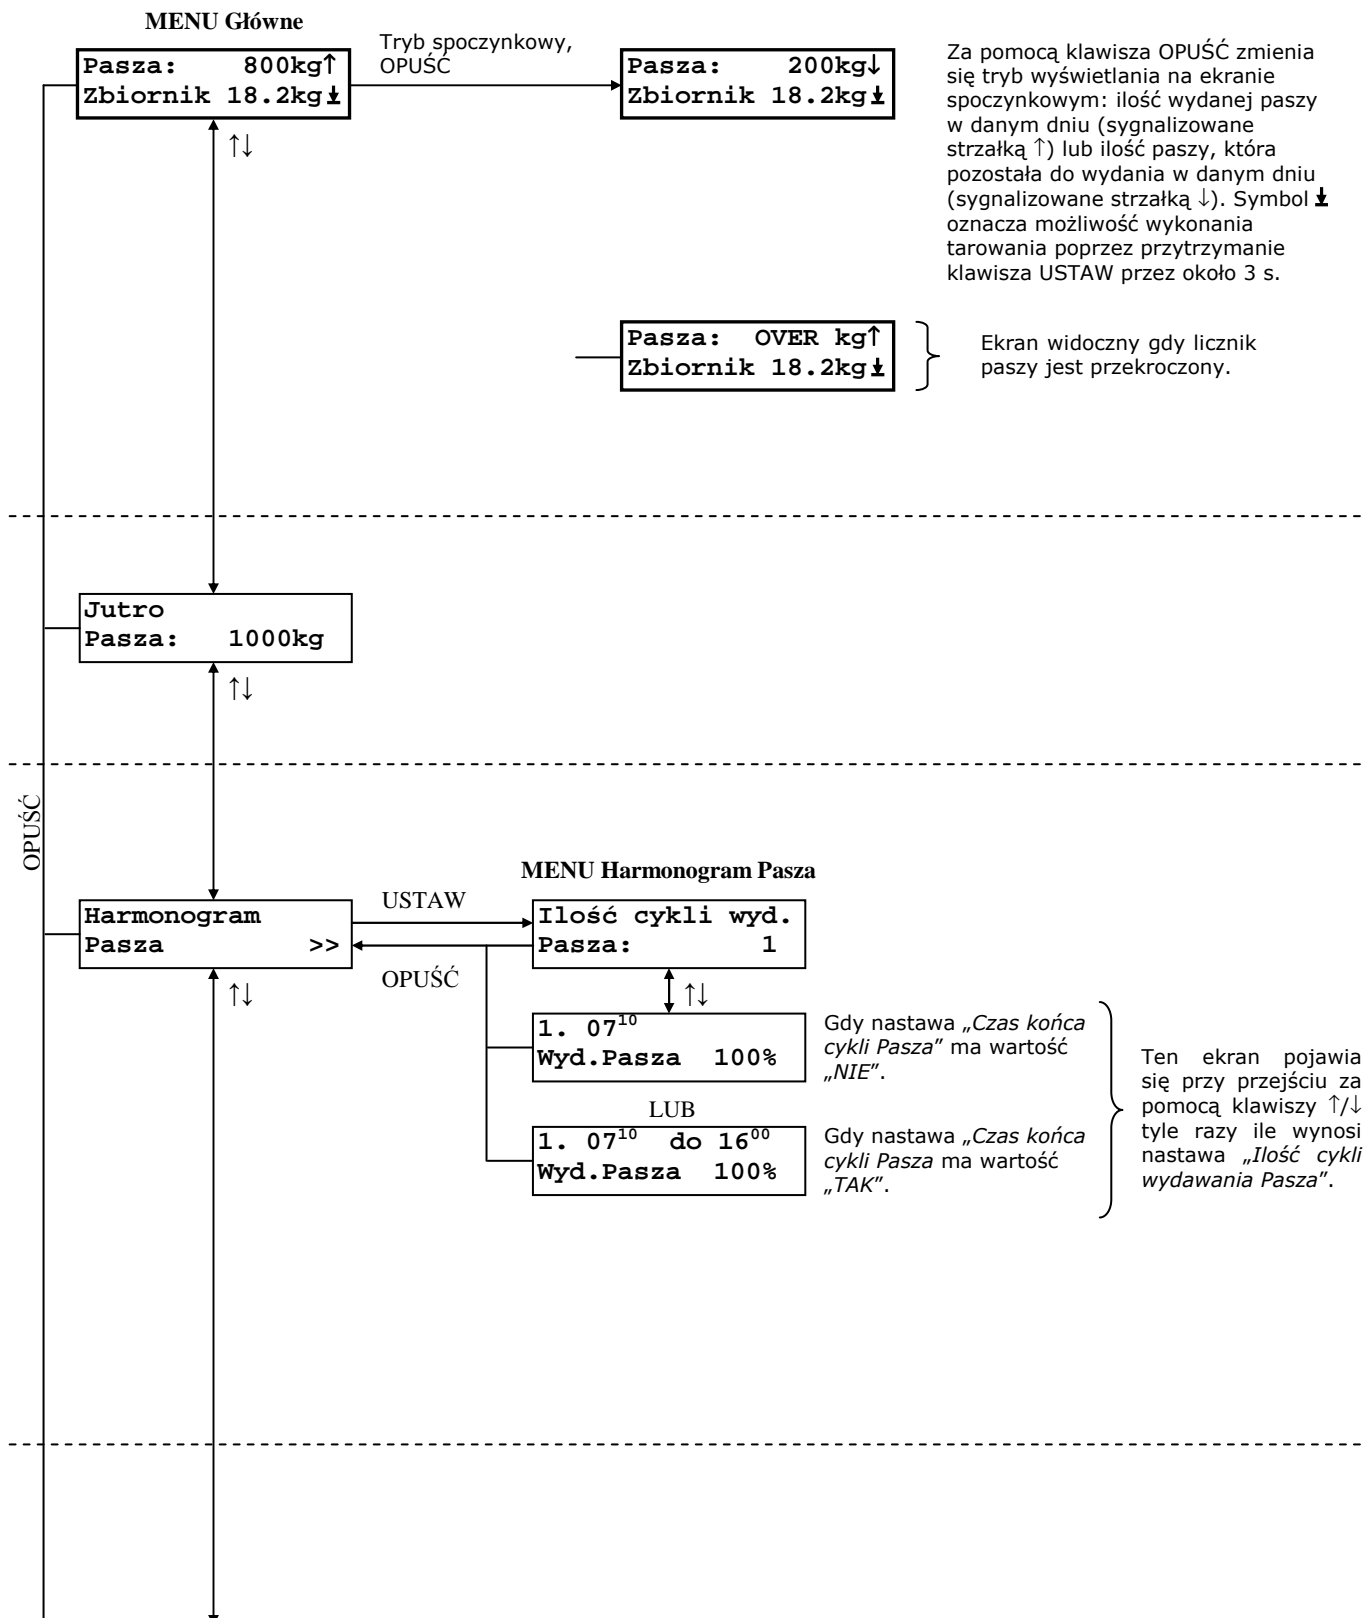 MENU Główne
Pasza: 800kg↑
Zbiornik 18.2kg↧
Tryb spoczynkowy,
OPUŚĆ
Pasza: 200kg↓
Zbiornik 18.2kg↧
Za pomocą klawisza OPUŚĆ zmienia
się tryb wyświetlania na ekranie
spoczynkowym: ilość wydanej paszy
w danym dniu (sygnalizowane
strzałką ↑) lub ilość paszy, która
pozostała do wydania w danym dniu
(sygnalizowane strzałką ↓). Symbol ↧
oznacza możliwość wykonania
tarowania poprzez przytrzymanie
klawisza USTAW przez około 3 s.
↑↓
Pasza: OVER kg↑
Zbiornik 18.2kg↧
Ekran widoczny gdy licznik
paszy jest przekroczony.
Jutro
Pasza: 1000kg
↑↓
OPUŚĆ
MENU Harmonogram Pasza
Harmonogram
Pasza >>
USTAW
OPUŚĆ
Ilość cykli wyd.
Pasza: 1
↑↓
↑↓
1. 07¹⁰
Wyd.Pasza 100%
Gdy nastawa „Czas końca
cykli Pasza” ma wartość
„NIE”.
LUB
1. 07¹⁰ do 16⁰⁰
Wyd.Pasza 100%
Gdy nastawa „Czas końca
cykli Pasza ma wartość
„TAK”.
Ten ekran pojawia
się przy przejściu za
pomocą klawiszy ↑/↓
tyle razy ile wynosi
nastawa „Ilość cykli
wydawania Pasza”.